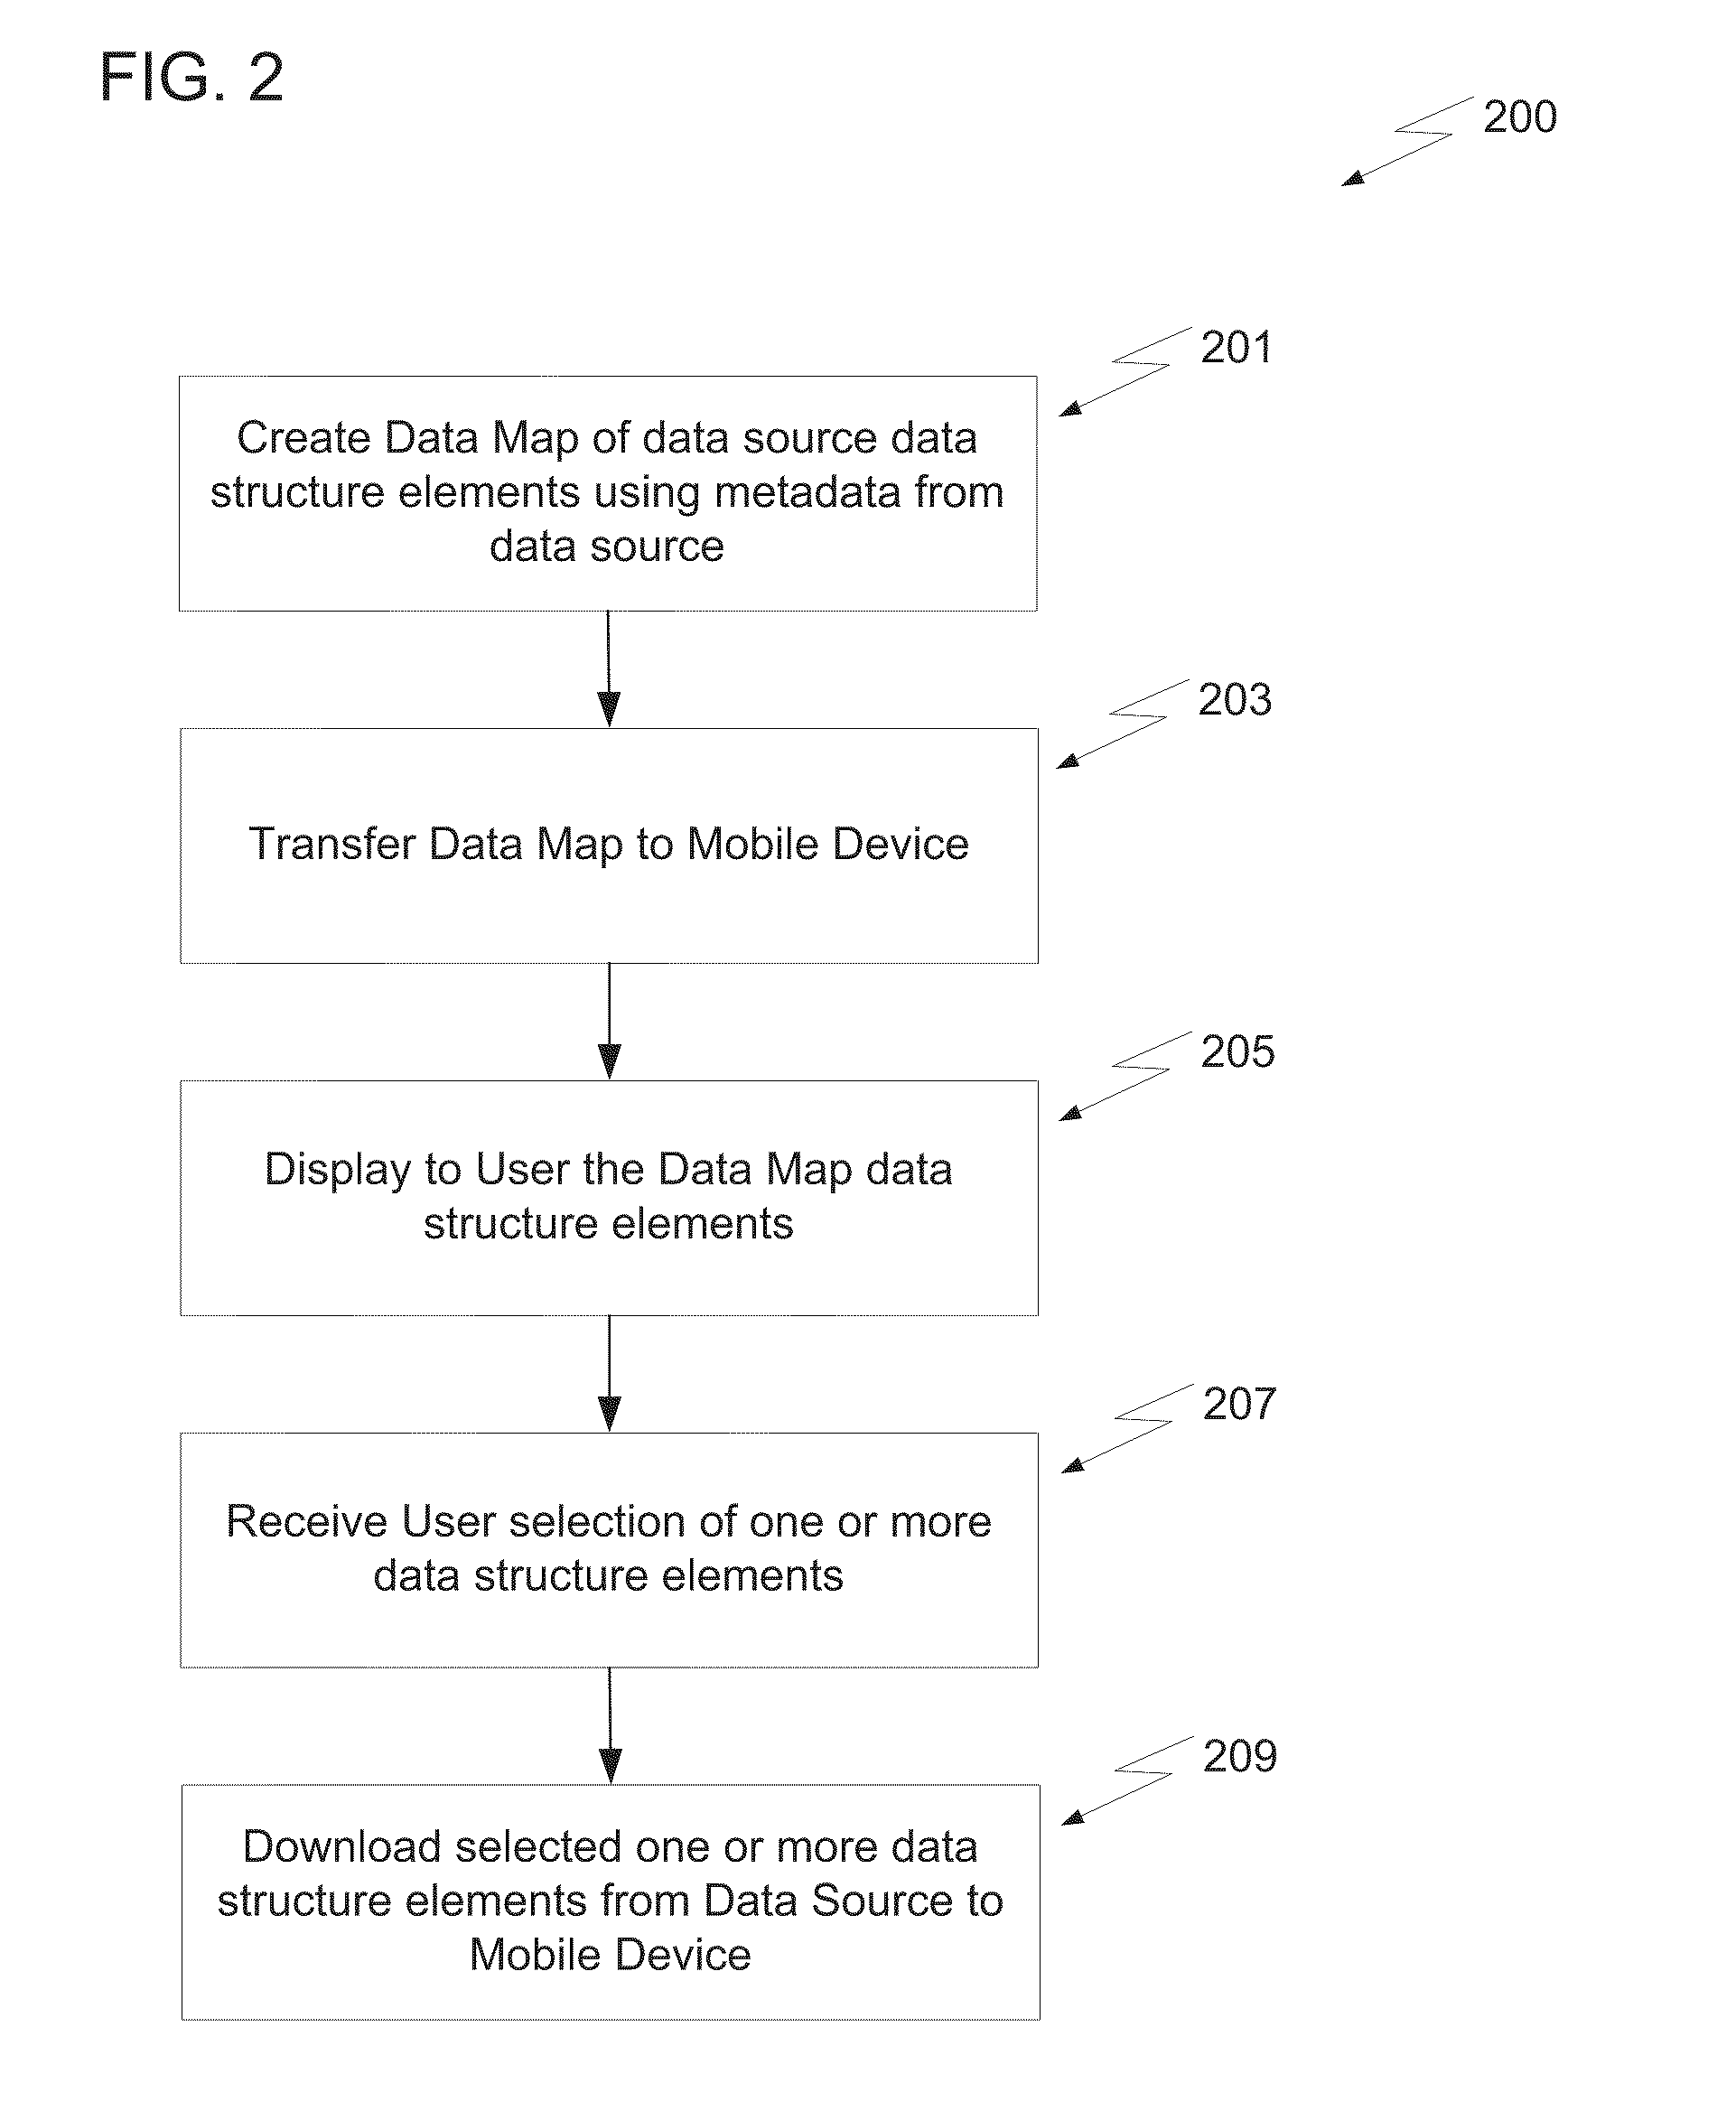 FIG. 2
200
201
Create Data Map of data source data
structure elements using metadata from
data source
203
Transfer Data Map to Mobile Device
205
Display to User the Data Map data
structure elements
207
Receive User selection of one or more
data structure elements
209
Download selected one or more data
structure elements from Data Source to
Mobile Device